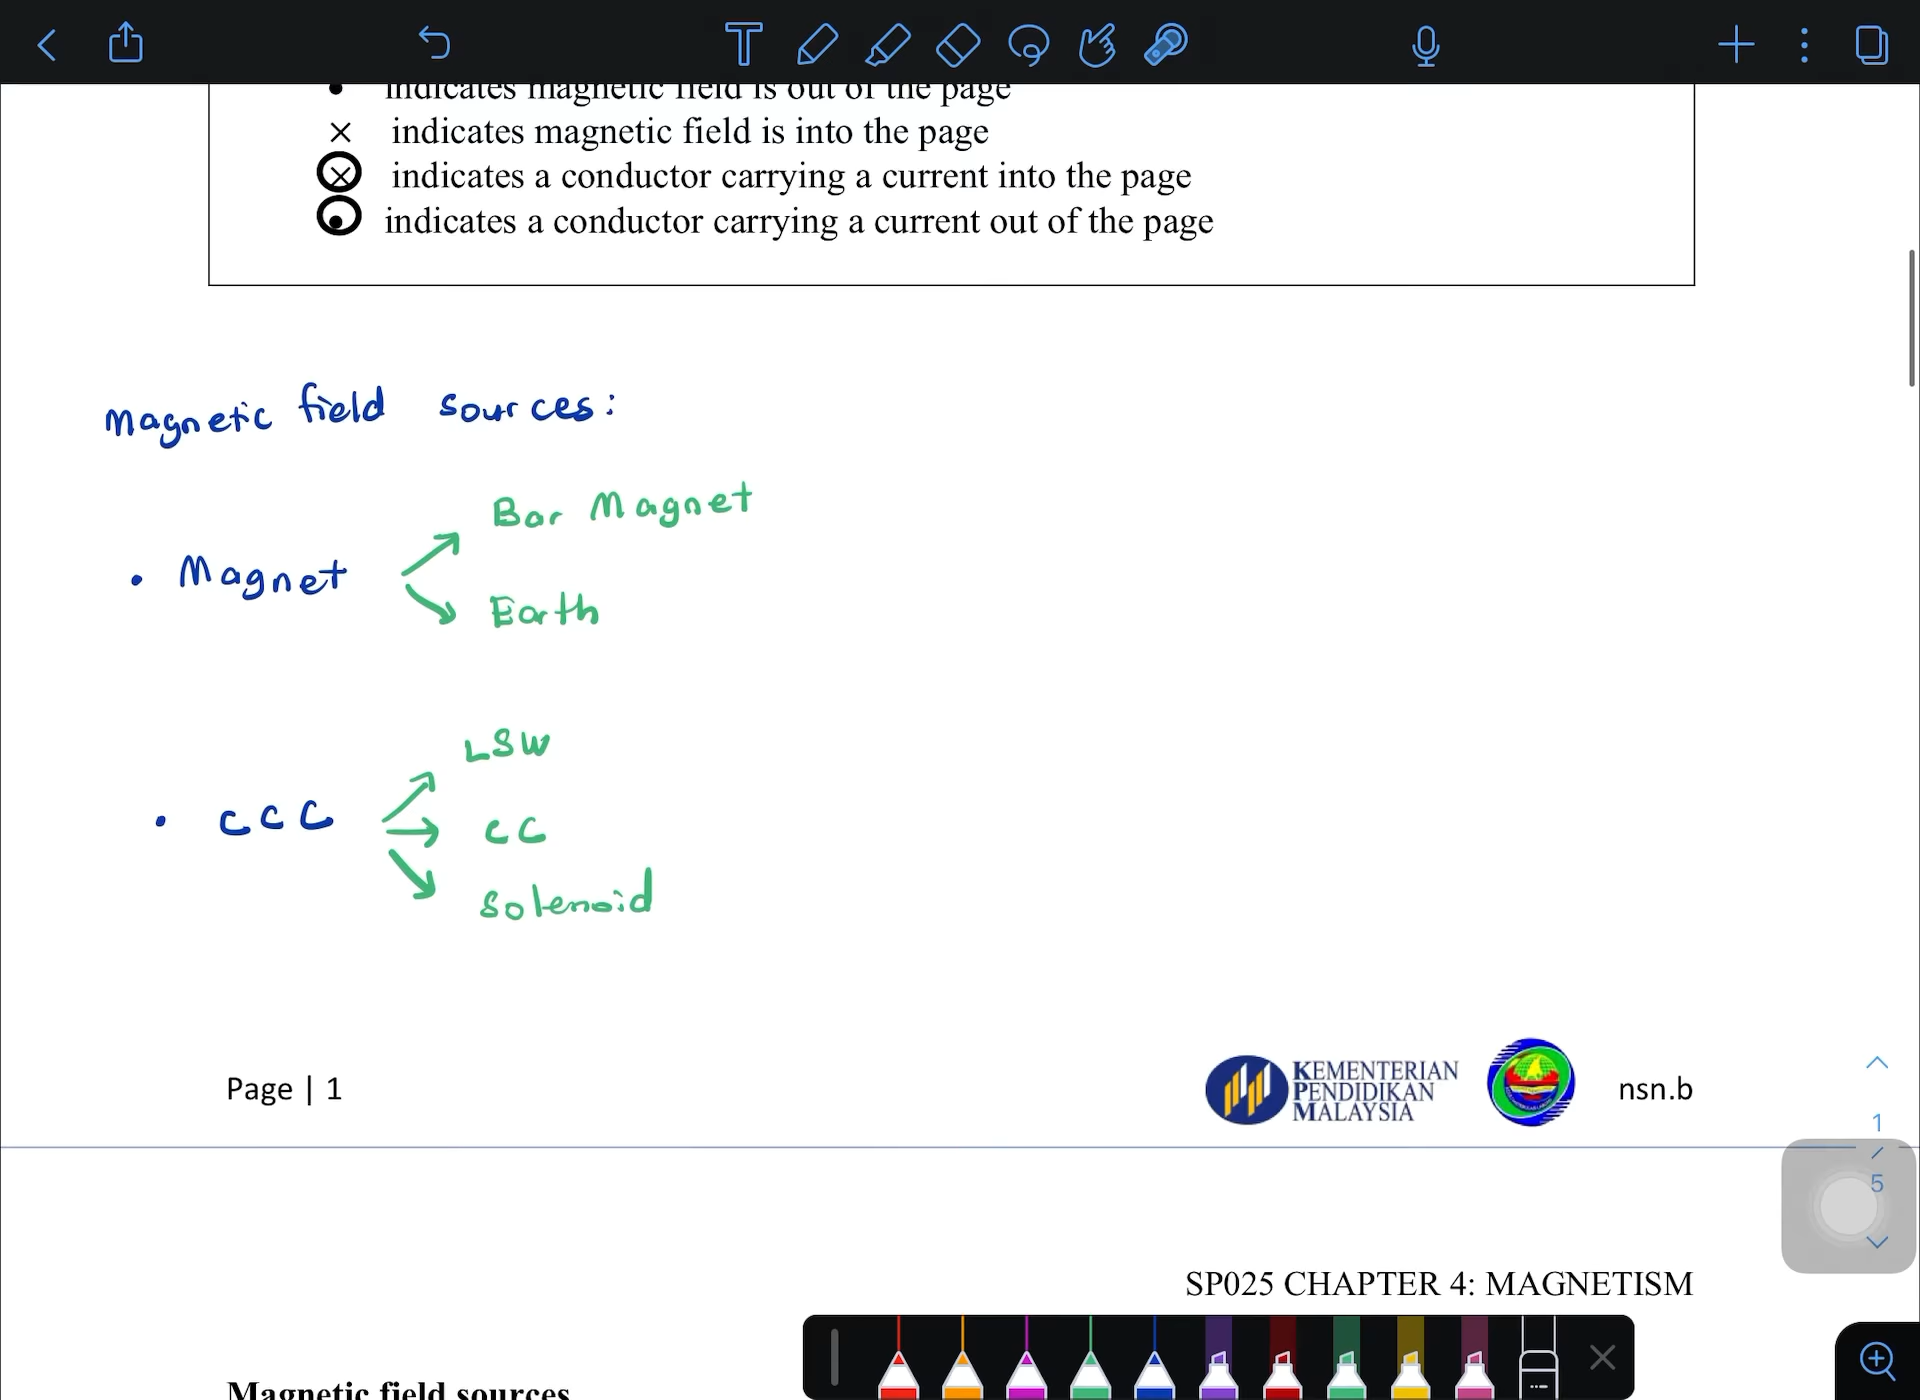 • indicates magnetic field is out of the page
× indicates magnetic field is into the page
ⓧ indicates a conductor carrying a current into the page
⊙ indicates a conductor carrying a current out of the page
Magnetic field sources:
Bar Magnet
• Magnet
Earth
LSW
• CCC
CC
Solenoid
Page | 1
KEMENTERIAN
PENDIDIKAN
MALAYSIA
nsn.b
1
/
5
SP025 CHAPTER 4: MAGNETISM
Magnetic field sources